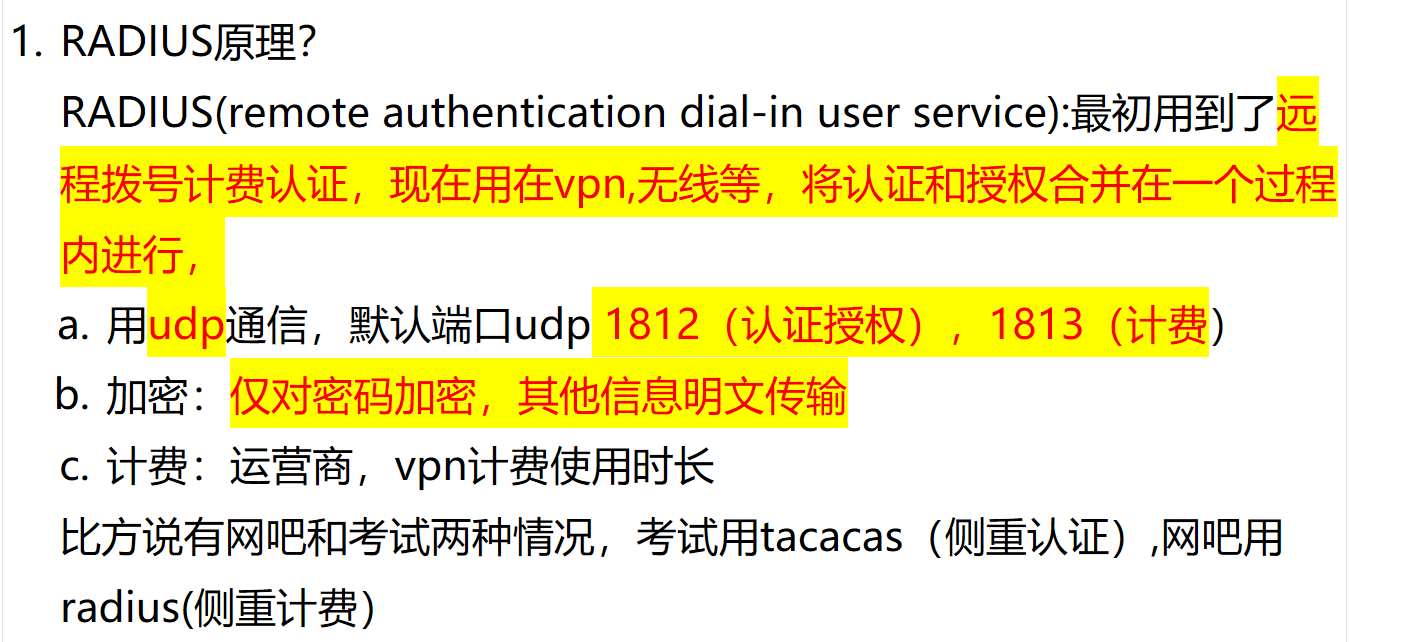 1. RADIUS原理?
RADIUS(remote authentication dial-in user service):最初用到了远
程拨号计费认证，现在用在vpn,无线等，将认证和授权合并在一个过程
内进行，
a. 用udp通信，默认端口udp 1812（认证授权）, 1813（计费）
b. 加密：仅对密码加密，其他信息明文传输
c. 计费：运营商，vpn计费使用时长
比方说有网吧和考试两种情况，考试用tacacas（侧重认证）,网吧用
radius(侧重计费）